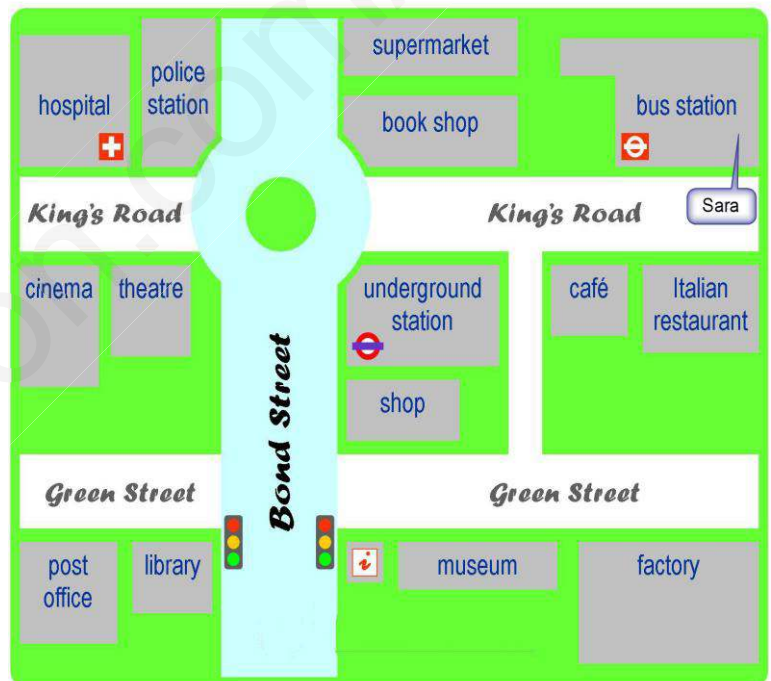 supermarket
police
station
hospital
book shop
bus station
King's Road
King's Road
Sara
cinema
theatre
underground
station
café
Italian
restaurant
Bond Street
shop
Green Street
Green Street
post
office
library
i
museum
factory